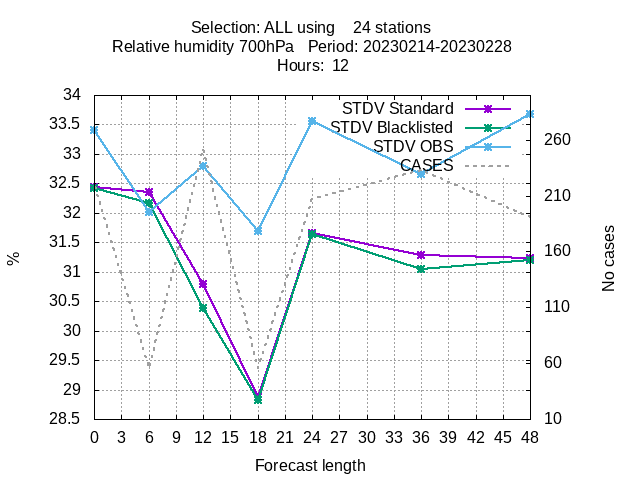 Selection: ALL using    24 stations
Relative humidity 700hPa   Period: 20230214-20230228
Hours:  12
34
33.5
33
32.5
32
31.5
31
30.5
30
29.5
29
28.5
%
STDV Standard
STDV Blacklisted
STDV OBS
CASES
260
210
160
110
60
10
No cases
0 3 6 9 12 15 18 21 24 27 30 33 36 39 42 45 48
Forecast length